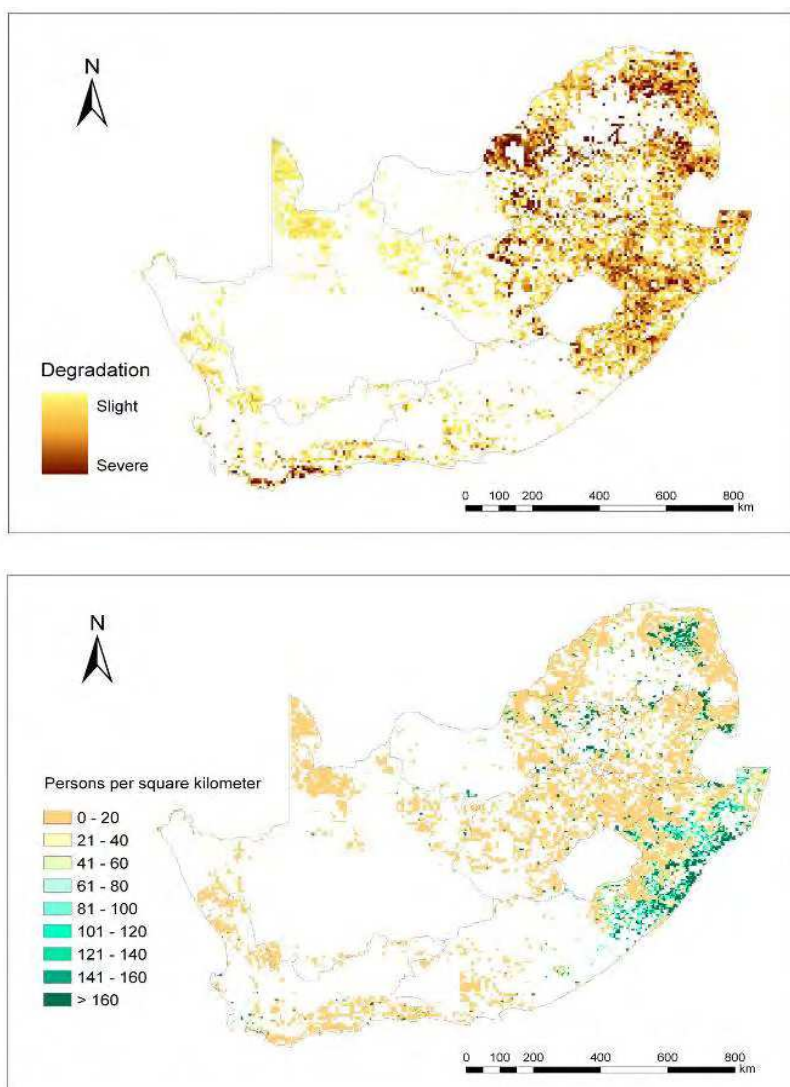 N
Degradation
Slight
Severe
0 100 200 400 600 800
km
N
Persons per square kilometer
0 - 20
21 - 40
41 - 60
61 - 80
81 - 100
101 - 120
121 - 140
141 - 160
> 160
0 100 200 400 600 800
km